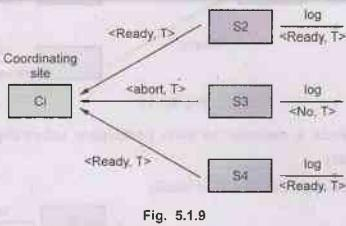 <Ready, T>
S2
log
<Ready, T>
Coordinating
site
Ci
<abort, T>
S3
log
<No, T>
<Ready, T>
S4
log
<Ready, T>
Fig. 5.1.9